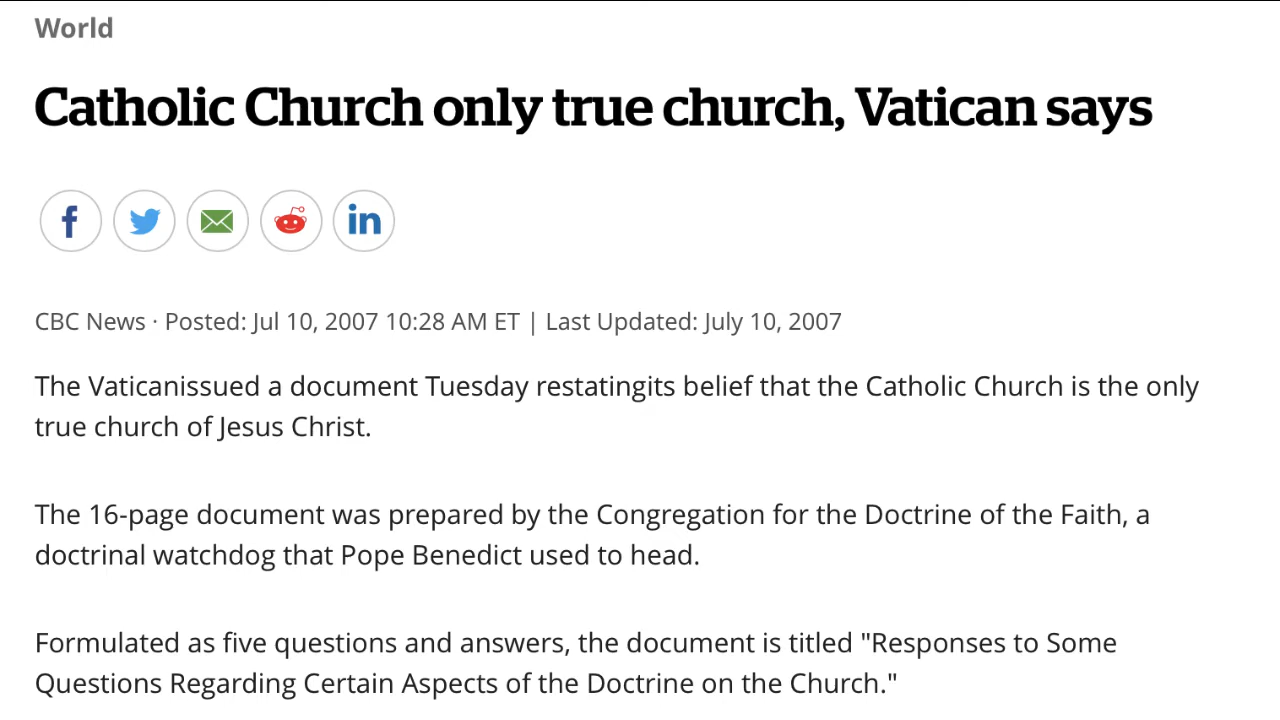 World
Catholic Church only true church, Vatican says
f in
CBC News · Posted: Jul 10, 2007 10:28 AM ET | Last Updated: July 10, 2007
The Vaticanissued a document Tuesday restatingits belief that the Catholic Church is the only
true church of Jesus Christ.
The 16-page document was prepared by the Congregation for the Doctrine of the Faith, a
doctrinal watchdog that Pope Benedict used to head.
Formulated as five questions and answers, the document is titled "Responses to Some
Questions Regarding Certain Aspects of the Doctrine on the Church."